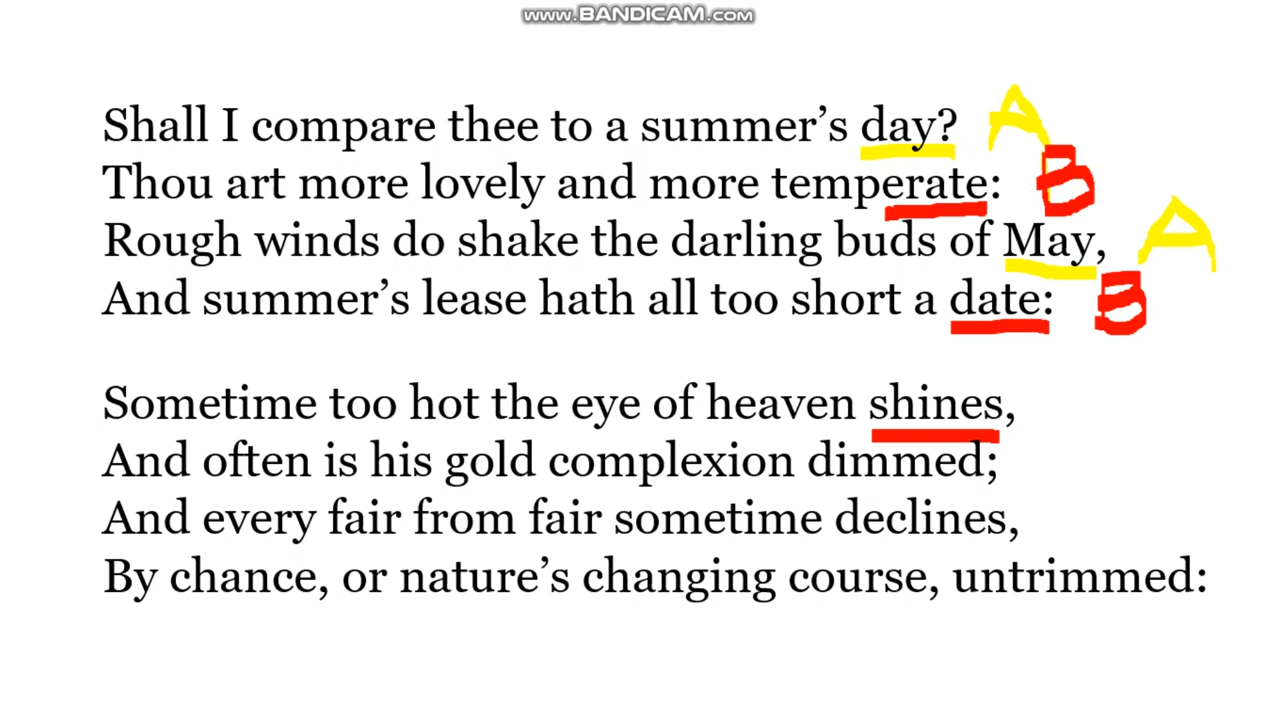 www.BANDICAM.com
Shall I compare thee to a summer’s day? A
Thou art more lovely and more temperate: B
Rough winds do shake the darling buds of May, A
And summer’s lease hath all too short a date: B
Sometime too hot the eye of heaven shines,
And often is his gold complexion dimmed;
And every fair from fair sometime declines,
By chance, or nature’s changing course, untrimmed: